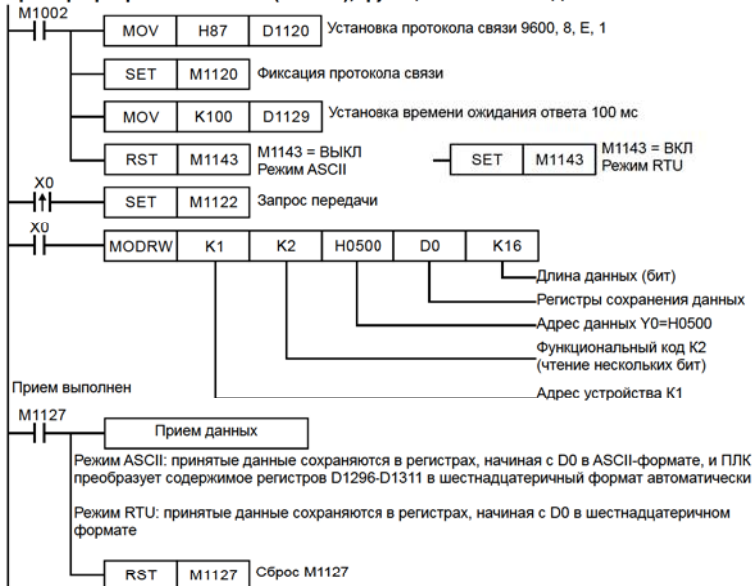 M1002
MOV H87 D1120 Установка протокола связи 9600, 8, E, 1
SET M1120 Фиксация протокола связи
MOV K100 D1129 Установка времени ожидания ответа 100 мс
RST M1143 M1143 = ВЫКЛ
Режим ASCII
SET M1143 M1143 = ВКЛ
Режим RTU
X0
SET M1122 Запрос передачи
X0
MODRW K1 K2 H0500 D0 K16
Длина данных (бит)
Регистры сохранения данных
Адрес данных Y0=H0500
Функциональный код K2
(чтение нескольких бит)
Адрес устройства K1
Прием выполнен
M1127
Прием данных
Режим ASCII: принятые данные сохраняются в регистрах, начиная с D0 в ASCII-формате, и ПЛК
преобразует содержимое регистров D1296-D1311 в шестнадцатеричный формат автоматически
Режим RTU: принятые данные сохраняются в регистрах, начиная с D0 в шестнадцатеричном
формате
RST M1127 Сброс M1127